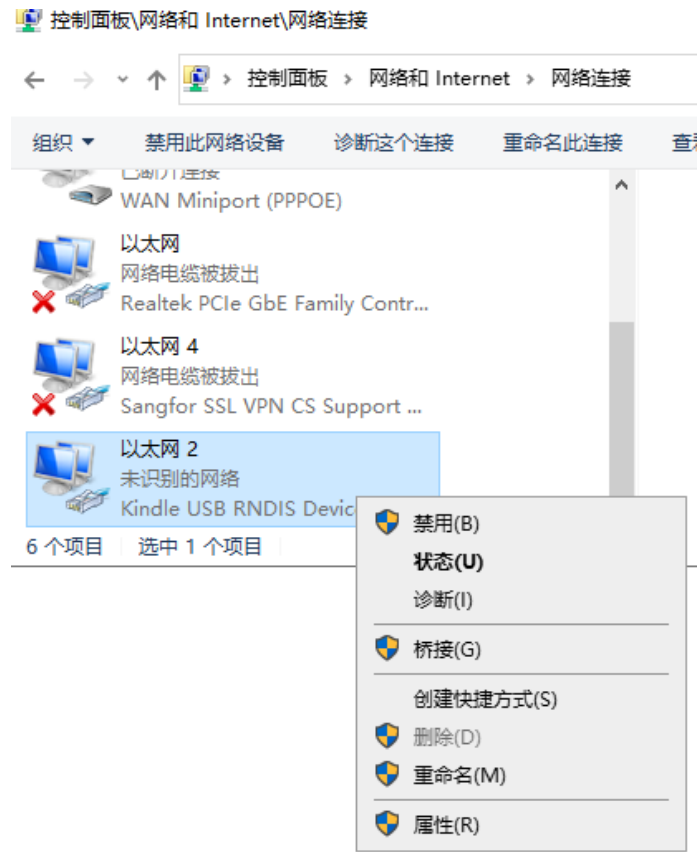 控制面板\网络和 Internet\网络连接
控制面板 > 网络和 Internet > 网络连接
组织 禁用此网络设备 诊断这个连接 重命名此连接
已断开连接
WAN Miniport (PPPOE)
以太网
网络电缆被拔出
Realtek PCIe GbE Family Contr...
以太网 4
网络电缆被拔出
Sangfor SSL VPN CS Support ...
以太网 2
未识别的网络
Kindle USB RNDIS
6 个项目 选中 1 个项目
禁用(B)
状态(U)
诊断(I)
桥接(G)
创建快捷方式(S)
删除(D)
重命名(M)
属性(R)